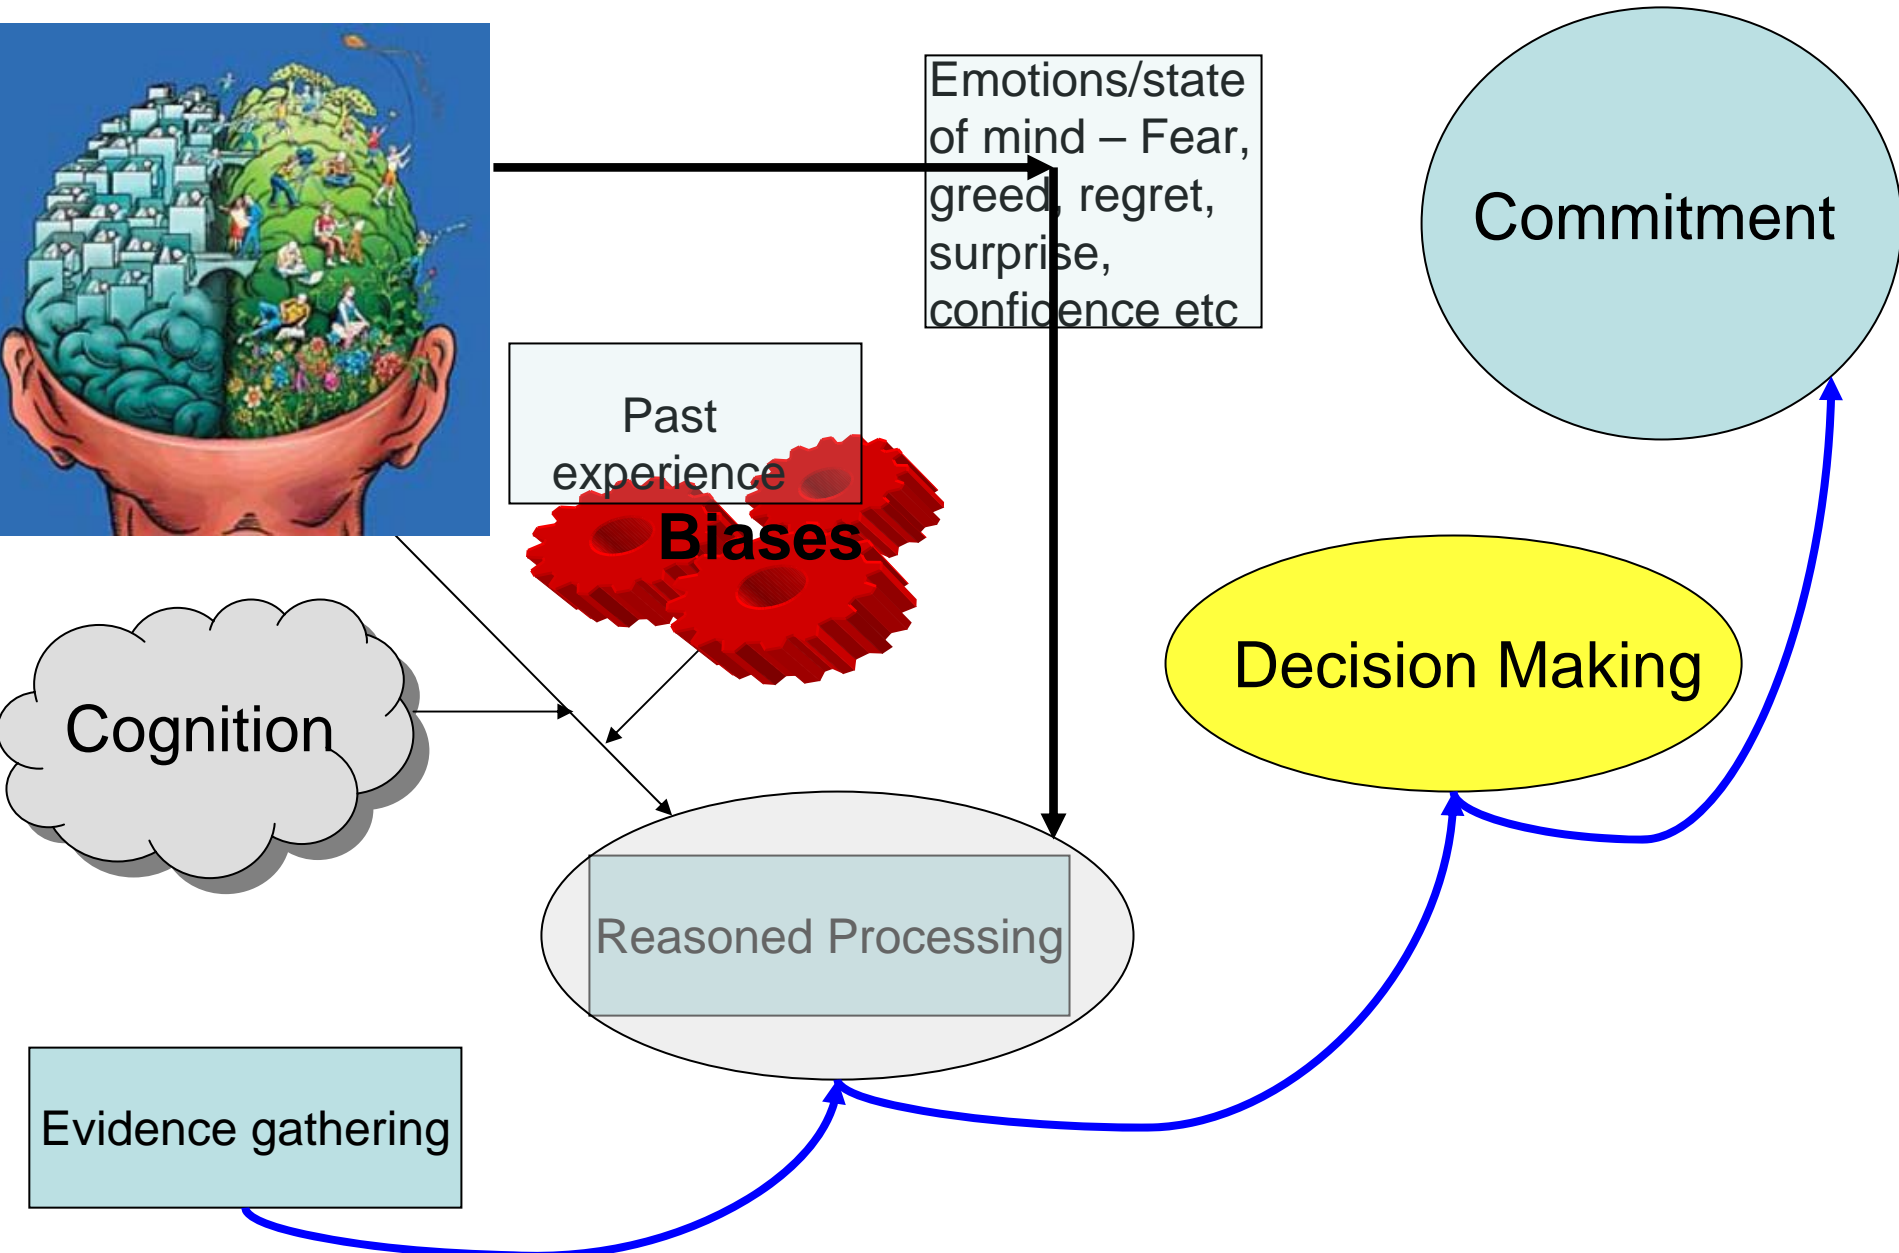 Emotions/state
of mind – Fear,
greed, regret,
surprise,
confidence etc
Commitment
Past
experience
Biases
Decision Making
Cognition
Reasoned Processing
Evidence gathering